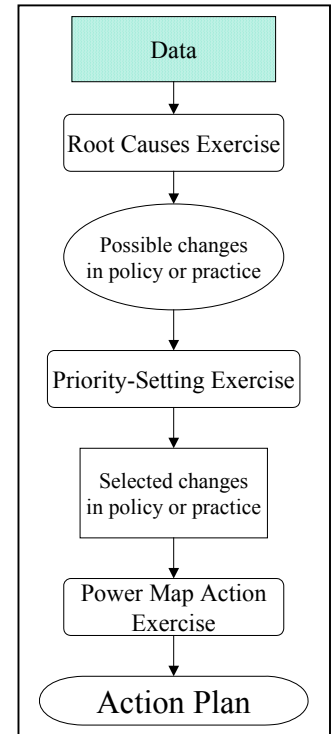 Data
Root Causes Exercise
Possible changes
in policy or practice
Priority-Setting Exercise
Selected changes
in policy or practice
Power Map Action
Exercise
Action Plan